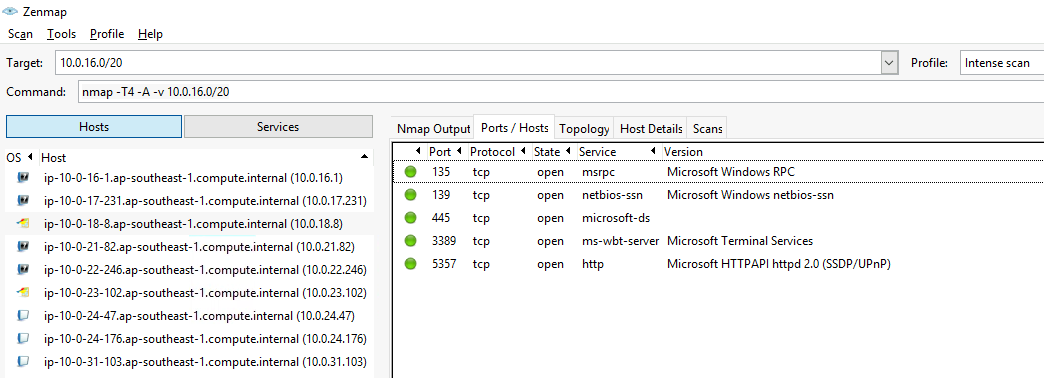 Zenmap
Scan Tools Profile Help
Target: 10.0.16.0/20 Profile: Intense scan
Command: nmap -T4 -A -v 10.0.16.0/20
Hosts Services
OS Host
ip-10-0-16-1.ap-southeast-1.compute.internal (10.0.16.1)
ip-10-0-17-231.ap-southeast-1.compute.internal (10.0.17.231)
ip-10-0-18-8.ap-southeast-1.compute.internal (10.0.18.8)
ip-10-0-21-82.ap-southeast-1.compute.internal (10.0.21.82)
ip-10-0-22-246.ap-southeast-1.compute.internal (10.0.22.246)
ip-10-0-23-102.ap-southeast-1.compute.internal (10.0.23.102)
ip-10-0-24-47.ap-southeast-1.compute.internal (10.0.24.47)
ip-10-0-24-176.ap-southeast-1.compute.internal (10.0.24.176)
ip-10-0-31-103.ap-southeast-1.compute.internal (10.0.31.103)
Nmap Output Ports / Hosts Topology Host Details Scans
Port Protocol State Service Version
135 tcp open msrpc Microsoft Windows RPC
139 tcp open netbios-ssn Microsoft Windows netbios-ssn
445 tcp open microsoft-ds
3389 tcp open ms-wbt-server Microsoft Terminal Services
5357 tcp open http Microsoft HTTPAPI httpd 2.0 (SSDP/UPnP)